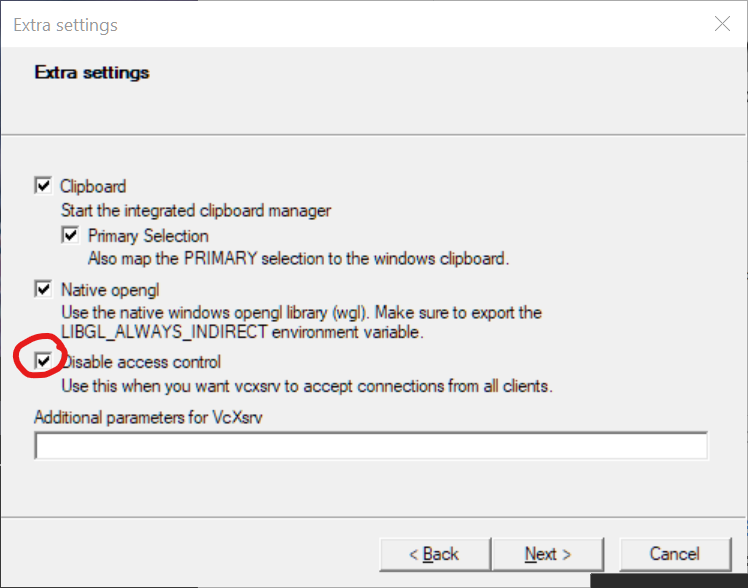 Extra settings
Extra settings
Clipboard
Start the integrated clipboard manager
Primary Selection
Also map the PRIMARY selection to the windows clipboard.
Native opengl
Use the native windows opengl library (wgl). Make sure to export the
LIBGL_ALWAYS_INDIRECT environment variable.
Disable access control
Use this when you want vcxsrv to accept connections from all clients.
Additional parameters for VcXsrv
< Back
Next >
Cancel